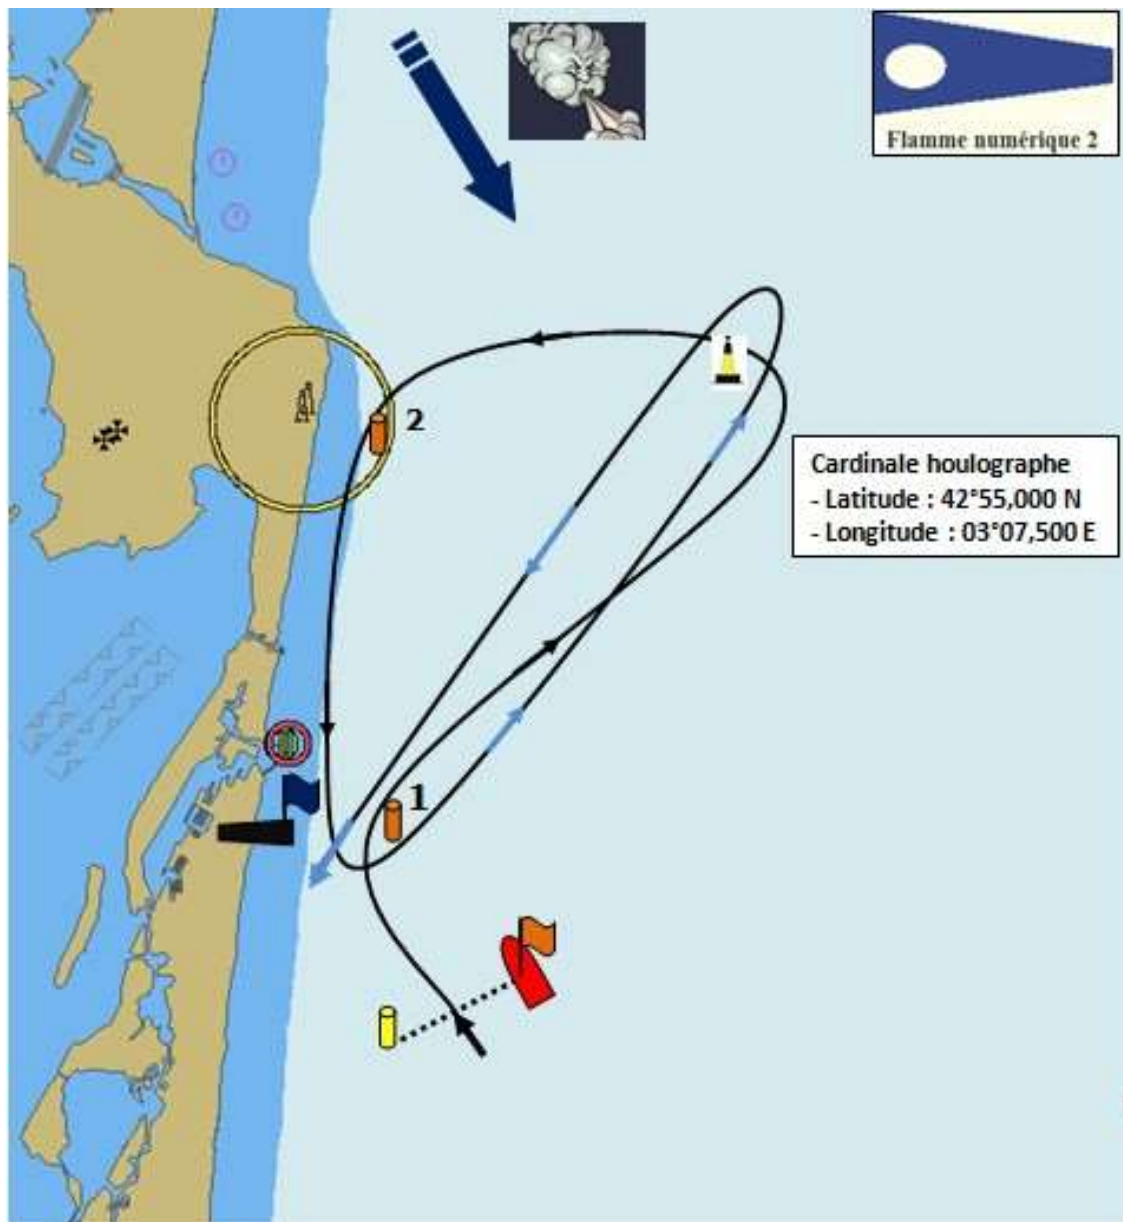 Flamme numérique 2
2
Cardinale houlographe
- Latitude : 42°55,000 N
- Longitude : 03°07,500 E
1